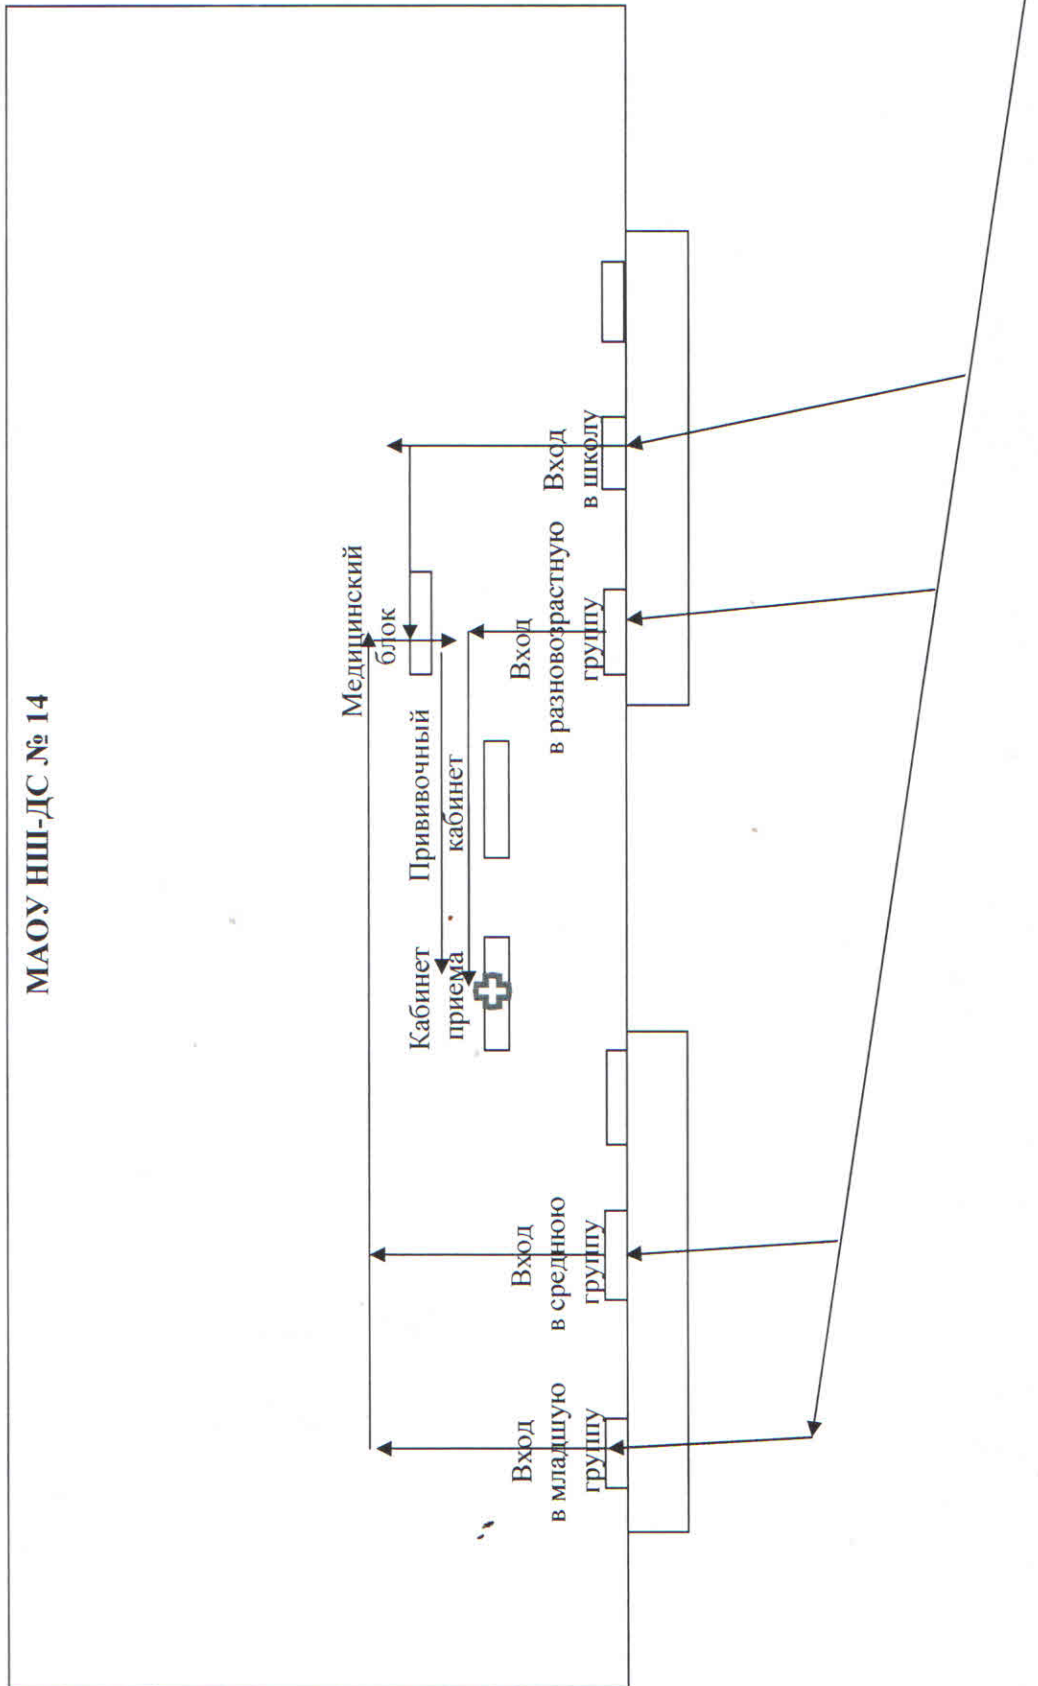 МАОУ НШ-ДС № 14
Медицинский
блок
Прививочный
кабинет
Кабинет
приема
Вход
в школу
Вход
в разновозрастную
группу
Вход
в среднюю
группу
Вход
в младшую
группу